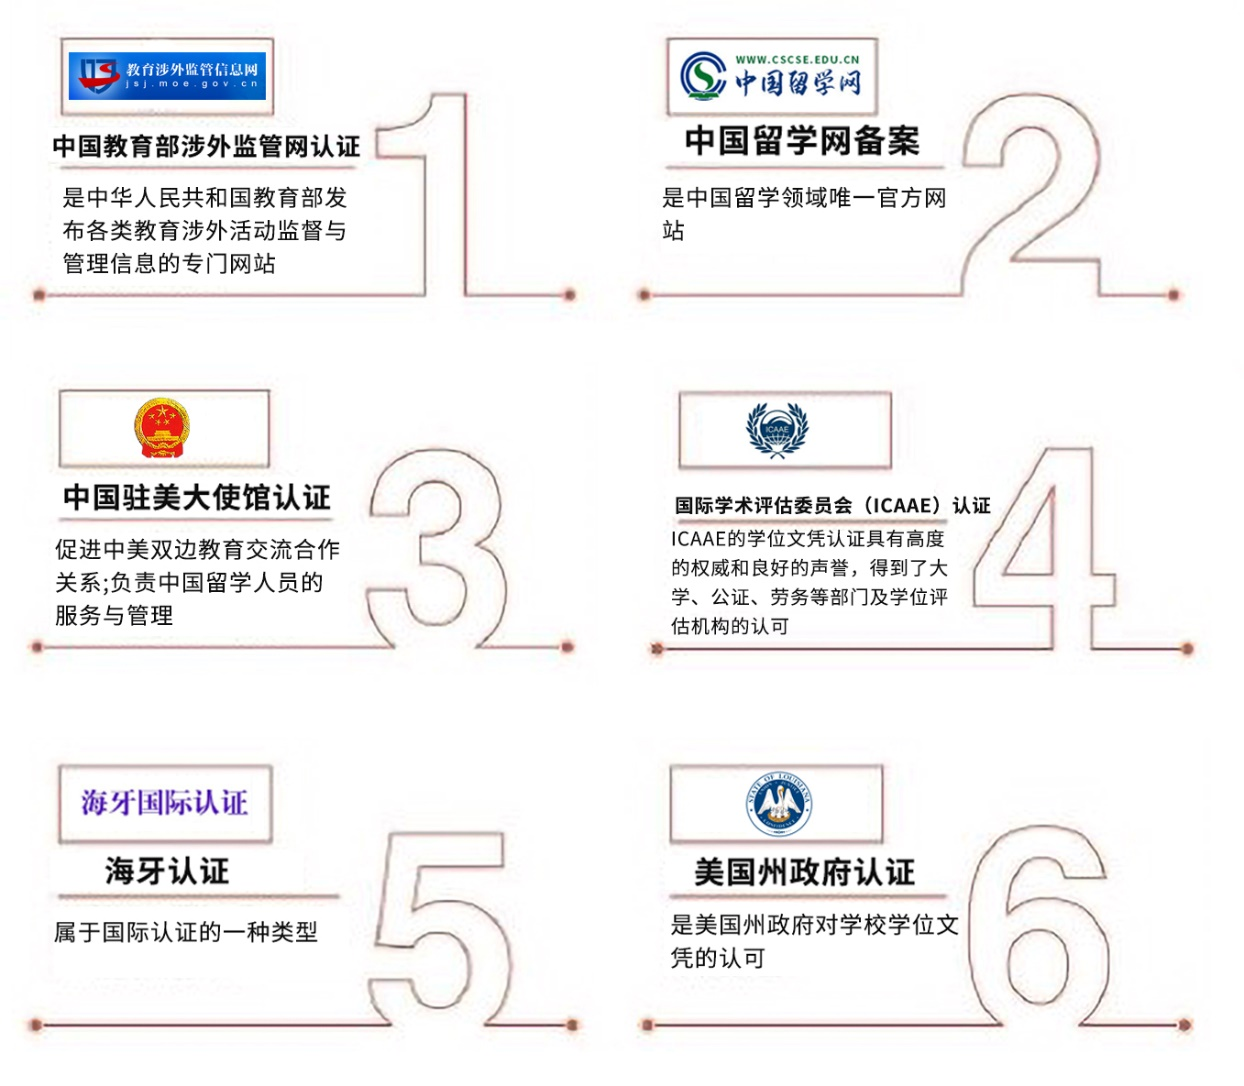 教育涉外监管信息网
jsj.moe.gov.cn
中国教育部涉外监管网认证
是中华人民共和国教育部发
布各类教育涉外活动监督与
管理信息的专门网站
1
WWW.CSCSE.EDU.CN
中国留学网
中国留学网备案
是中国留学领域唯一官方网
站
2
中国驻美大使馆认证
促进中美双边教育交流合作
关系;负责中国留学人员的
服务与管理
3
ICAAE
国际学术评估委员会（ICAAE）认证
ICAAE的学位文凭认证具有高度
的权威和良好的声誉，得到了大
学、公证、劳务等部门及学位评
估机构的认可
4
海牙国际认证
海牙认证
属于国际认证的一种类型
5
STATE OF LOUISIANA
美国州政府认证
是美国州政府对学校学位文
凭的认可
6